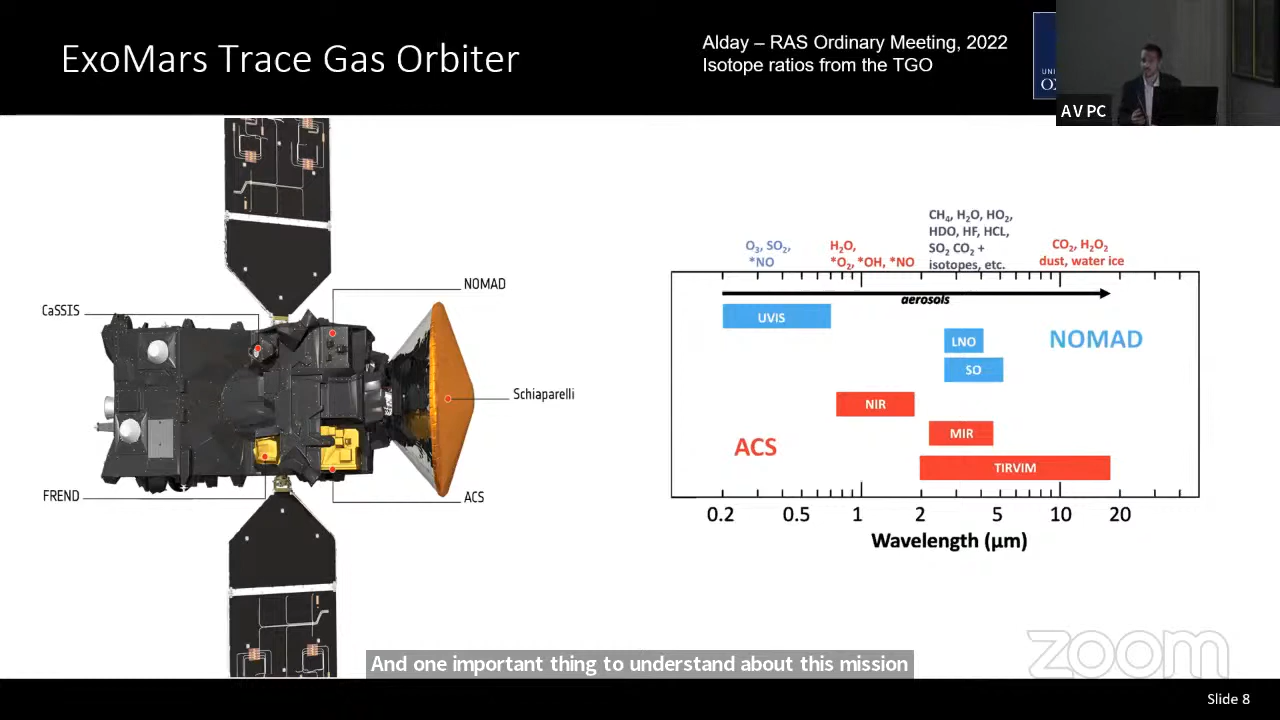 ExoMars Trace Gas Orbiter
Alday – RAS Ordinary Meeting, 2022
Isotope ratios from the TGO
UNI
OX
AV PC
CaSSIS
NOMAD
Schiaparelli
FREND
ACS
O₃, SO₂,
*NO
H₂O,
*O₂, *OH, *NO
CH₄, H₂O, HO₂,
HDO, HF, HCL,
SO₂ CO₂ +
isotopes, etc.
CO₂, H₂O₂
dust, water ice
aerosols
UVIS
LNO
NOMAD
SO
NIR
MIR
ACS
TIRVIM
0.2 0.5 1 2 5 10 20
Wavelength (µm)
And one important thing to understand about this mission
zoom
Slide 8